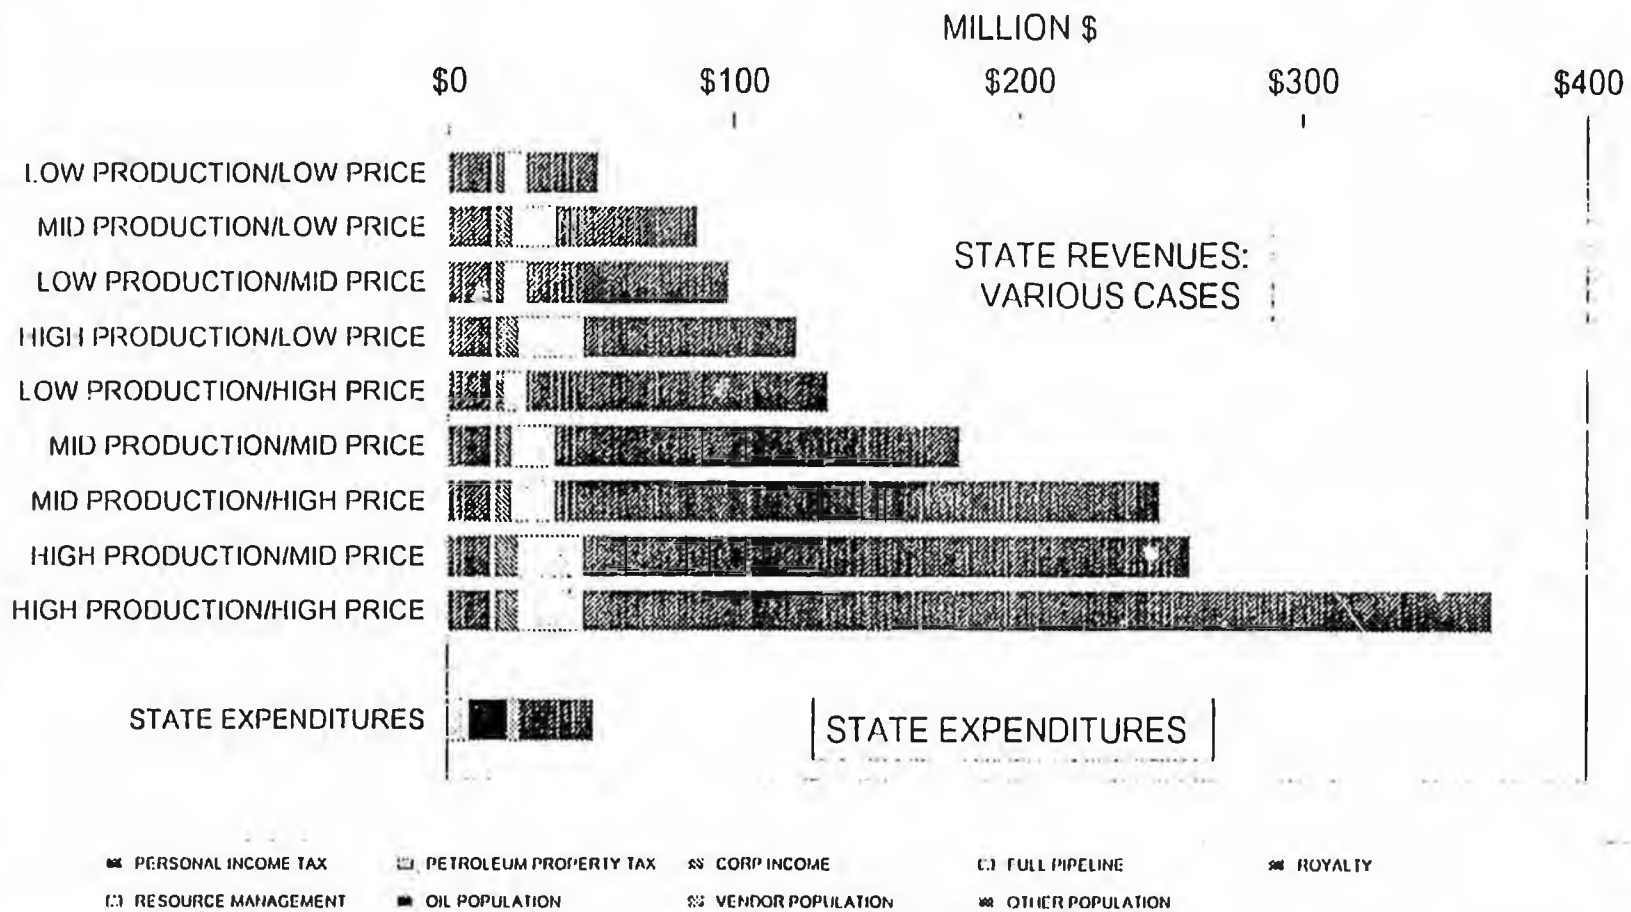 MILLION $
$0 $100 $200 $300 $400
LOW PRODUCTION/LOW PRICE
MID PRODUCTION/LOW PRICE
STATE REVENUES:
LOW PRODUCTION/MID PRICE
VARIOUS CASES
HIGH PRODUCTION/LOW PRICE
LOW PRODUCTION/HIGH PRICE
MID PRODUCTION/MID PRICE
MID PRODUCTION/HIGH PRICE
HIGH PRODUCTION/MID PRICE
HIGH PRODUCTION/HIGH PRICE
STATE EXPENDITURES
STATE EXPENDITURES
PERSONAL INCOME TAX PETROLEUM PROPERTY TAX CORP INCOME FULL PIPELINE ROYALTY
RESOURCE MANAGEMENT OIL POPULATION VENDOR POPULATION OTHER POPULATION